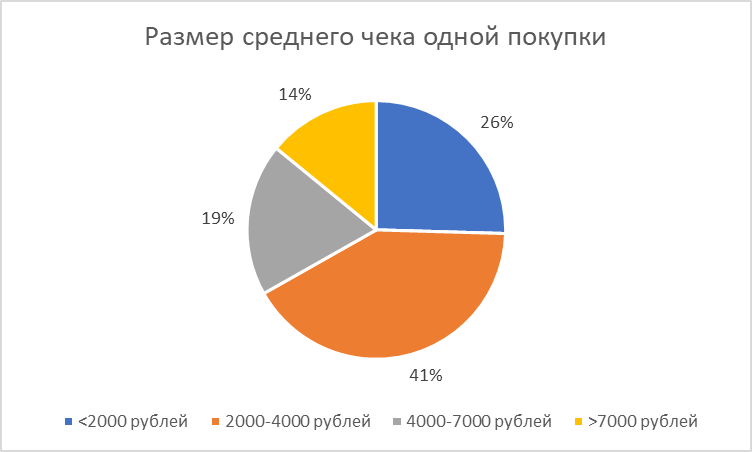 Размер среднего чека одной покупки
14%
26%
19%
41%
<2000 рублей 2000-4000 рублей 4000-7000 рублей >7000 рублей